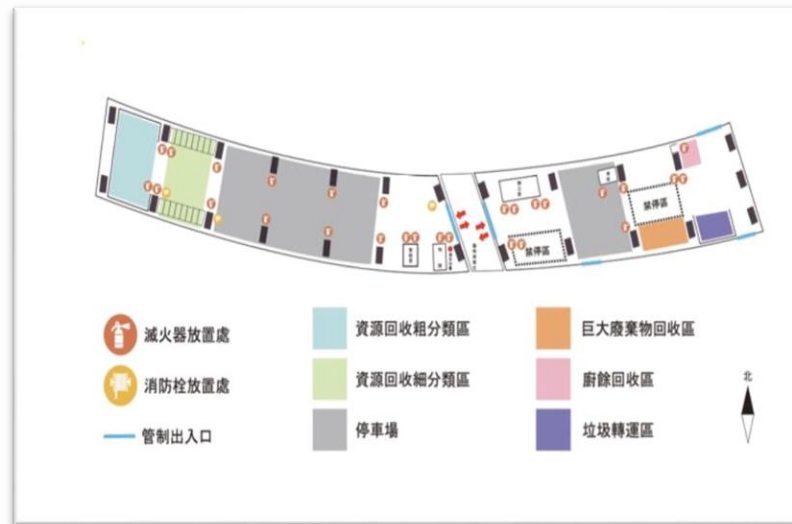 禁停區
禁停區
滅火器放置處
消防栓放置處
管制出入口
資源回收粗分類區
資源回收細分類區
停車場
巨大廢棄物回收區
廚餘回收區
垃圾轉運區
北